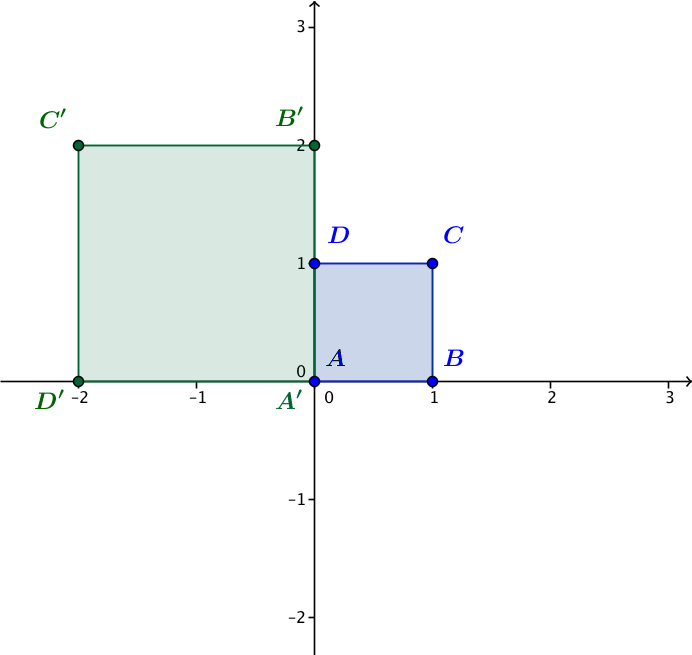 3
C′ B′
2
D C
1
A B
0
D′ –2 –1 A′ 0 1 2 3
–1
–2